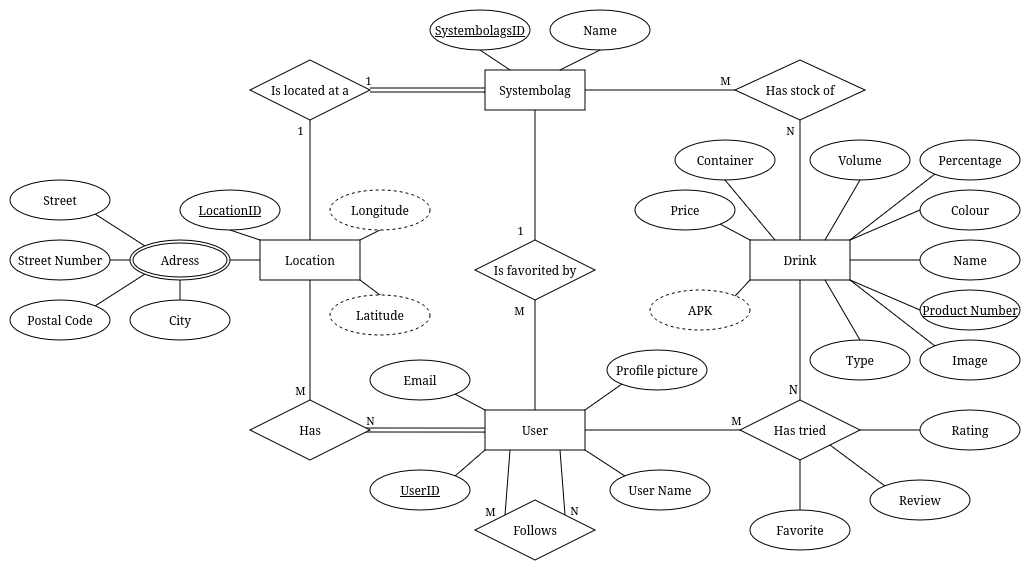 SystembolagsID
Name
Is located at a
1
Systembolag
M
Has stock of
1
N
Container
Volume
Percentage
Street
LocationID
Longitude
Price
Colour
1
Street Number
Adress
Location
Is favorited by
Drink
Name
M
APK
Product Number
Postal Code
City
Latitude
Type
Image
Email
Profile picture
M
N
N
M
Has
User
Has tried
Rating
UserID
User Name
Review
M
N
Follows
Favorite